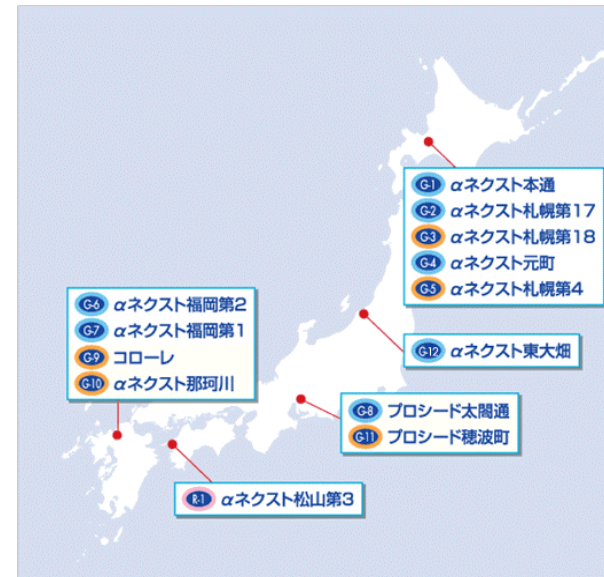 G-1 αネクスト本通
G-2 αネクスト札幌第17
G-3 αネクスト札幌第18
G-4 αネクスト元町
G-5 αネクスト札幌第4
G-6 αネクスト福岡第2
G-7 αネクスト福岡第1
G-9 コローレ
G-10 αネクスト那珂川
G-12 αネクスト東大畑
G-8 プロシード太閤通
G-11 プロシード穂波町
R-1 αネクスト松山第3